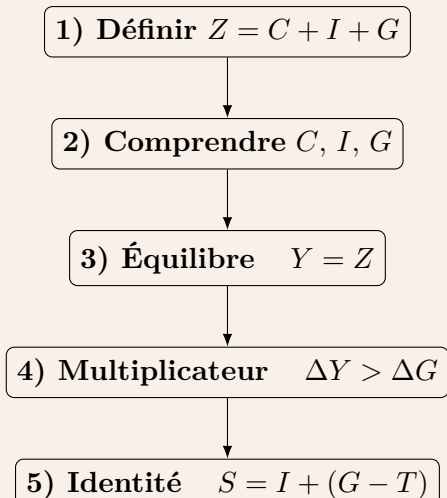 1) Définir Z = C + I + G
2) Comprendre C, I, G
3) Équilibre Y = Z
4) Multiplicateur ΔY > ΔG
5) Identité S = I + (G − T)